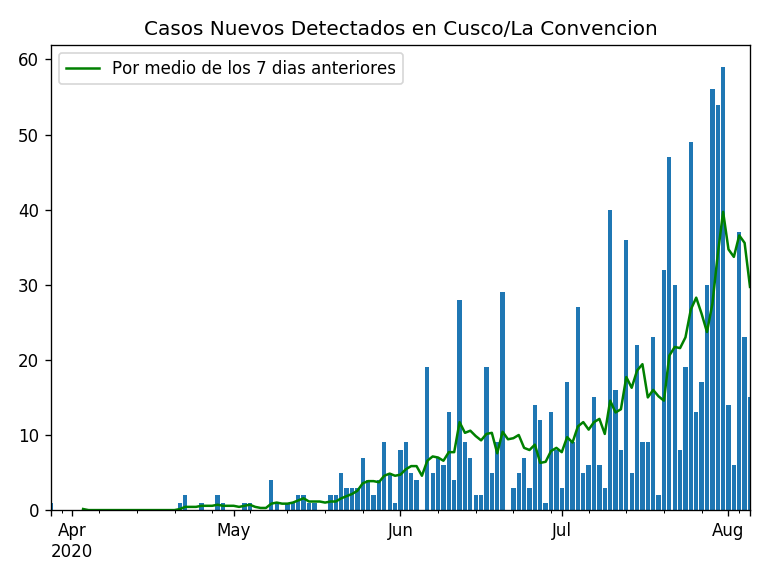 Casos Nuevos Detectados en Cusco/La Convencion
Por medio de los 7 dias anteriores
60
50
40
30
20
10
0
Apr
2020
May
Jun
Jul
Aug